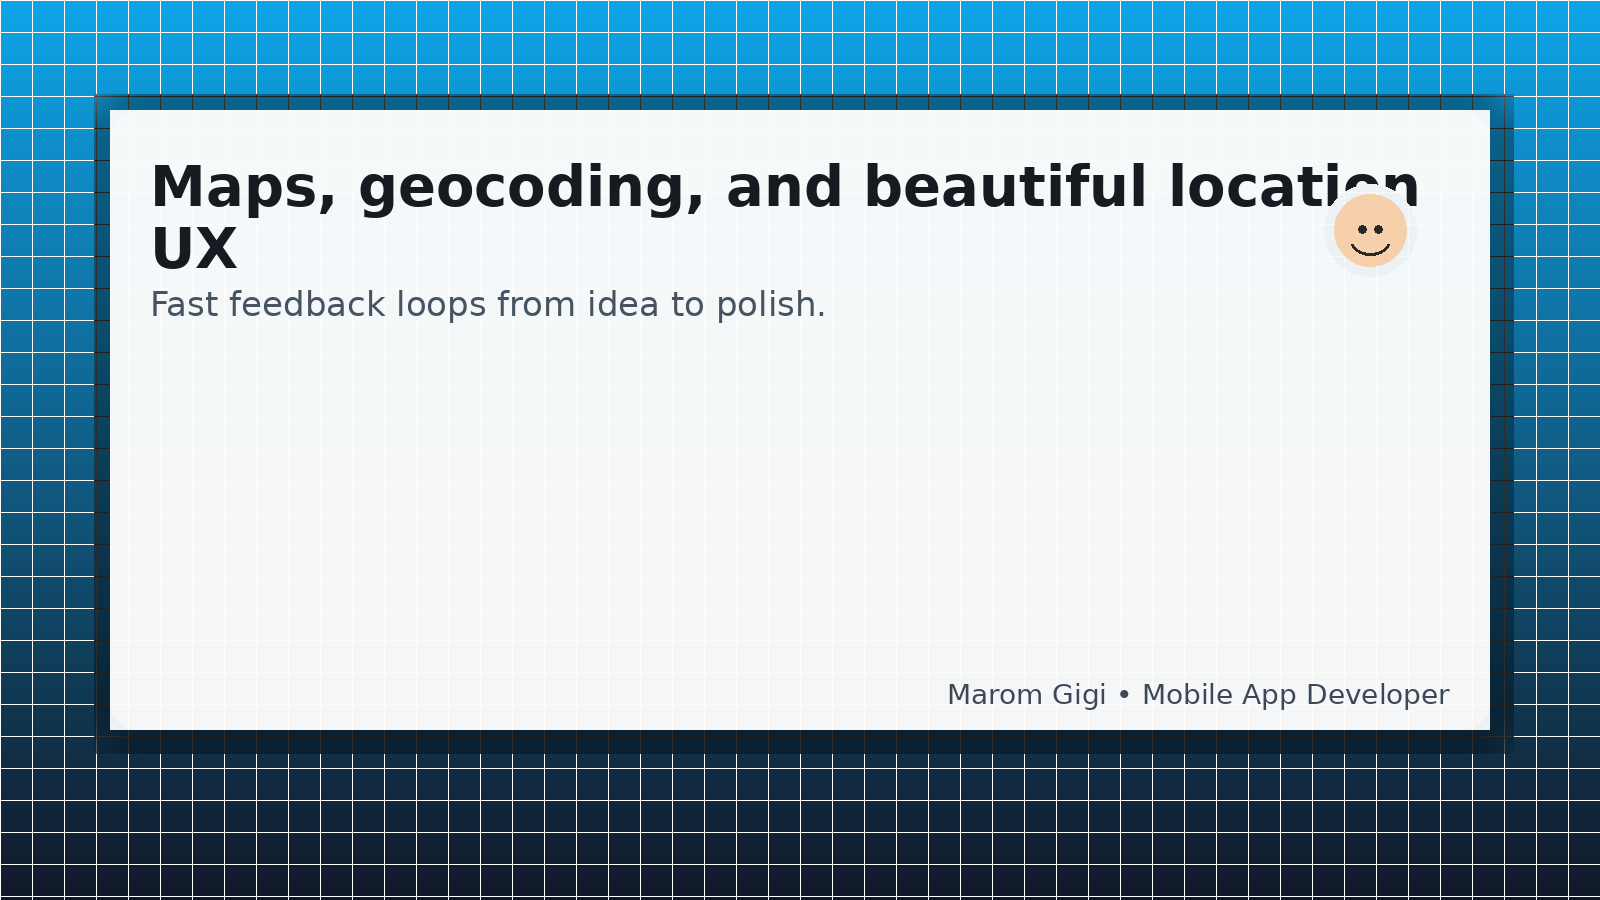 Maps, geocoding, and beautiful location
UX
Fast feedback loops from idea to polish.
Marom Gigi • Mobile App Developer